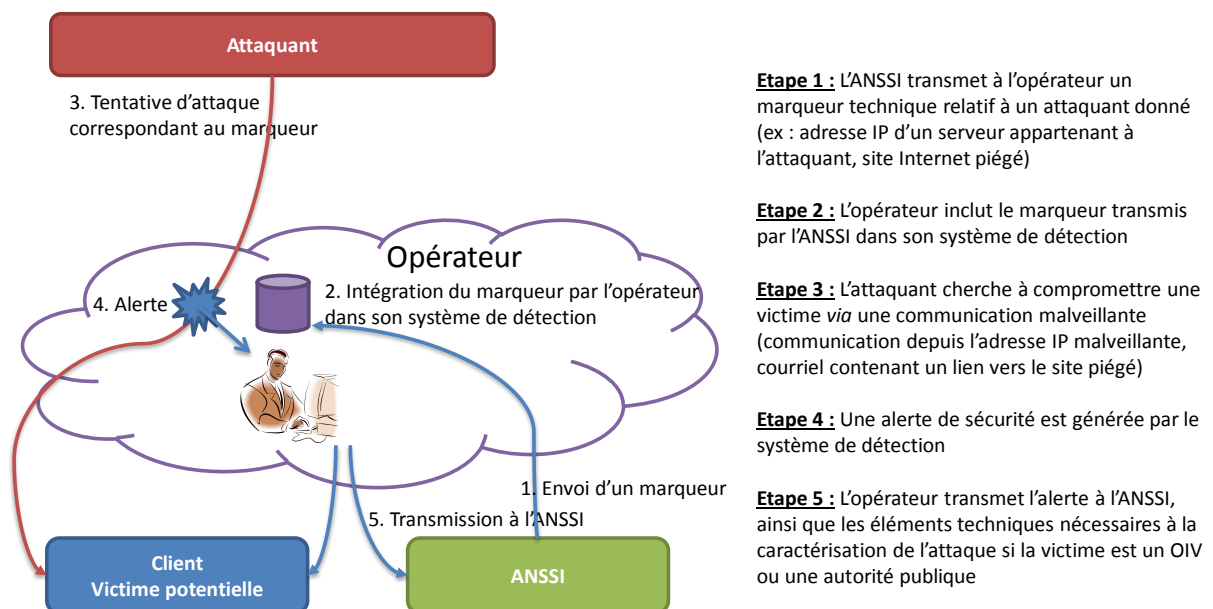 Attaquant
3. Tentative d'attaque
correspondant au marqueur
Opérateur
4. Alerte
2. Intégration du marqueur par l'opérateur
dans son système de détection
1. Envoi d'un marqueur
5. Transmission à l'ANSSI
Client
Victime potentielle
ANSSI
Etape 1 : L'ANSSI transmet à l'opérateur un
marqueur technique relatif à un attaquant donné
(ex : adresse IP d'un serveur appartenant à
l'attaquant, site Internet piégé)
Etape 2 : L'opérateur inclut le marqueur transmis
par l'ANSSI dans son système de détection
Etape 3 : L'attaquant cherche à compromettre une
victime via une communication malveillante
(communication depuis l'adresse IP malveillante,
courriel contenant un lien vers le site piégé)
Etape 4 : Une alerte de sécurité est générée par le
système de détection
Etape 5 : L'opérateur transmet l'alerte à l'ANSSI,
ainsi que les éléments techniques nécessaires à la
caractérisation de l'attaque si la victime est un OIV
ou une autorité publique